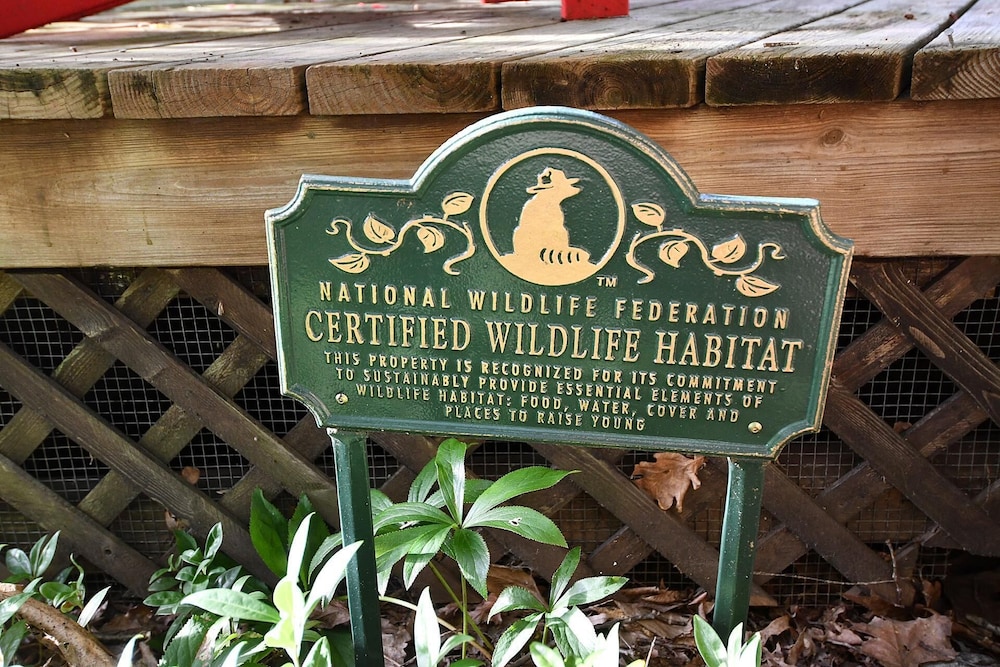 TM
NATIONAL WILDLIFE FEDERATION
CERTIFIED WILDLIFE HABITAT
THIS PROPERTY IS RECOGNIZED FOR ITS COMMITMENT
TO SUSTAINABLY PROVIDE ESSENTIAL ELEMENTS OF
WILDLIFE HABITAT: FOOD, WATER, COVER AND
PLACES TO RAISE YOUNG